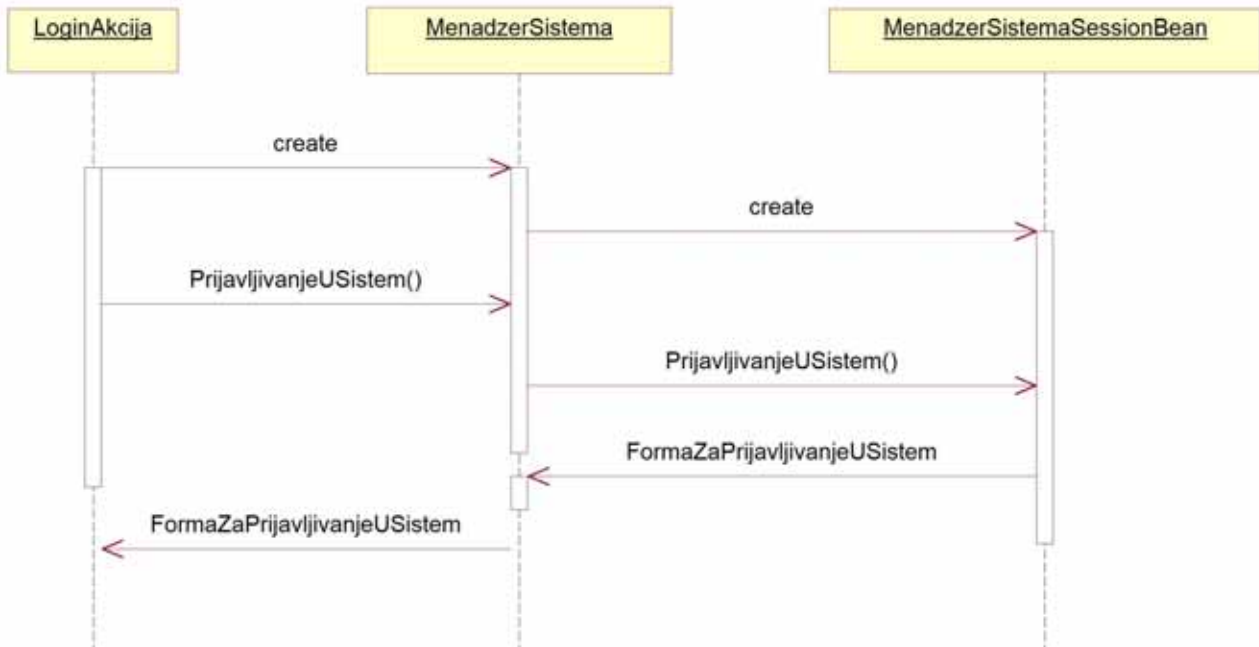 LoginAkcija
MenadzerSistema
MenadzerSistemaSessionBean
create
create
PrijavljivanjeUSistem()
PrijavljivanjeUSistem()
FormaZaPrijavljivanjeUSistem
FormaZaPrijavljivanjeUSistem